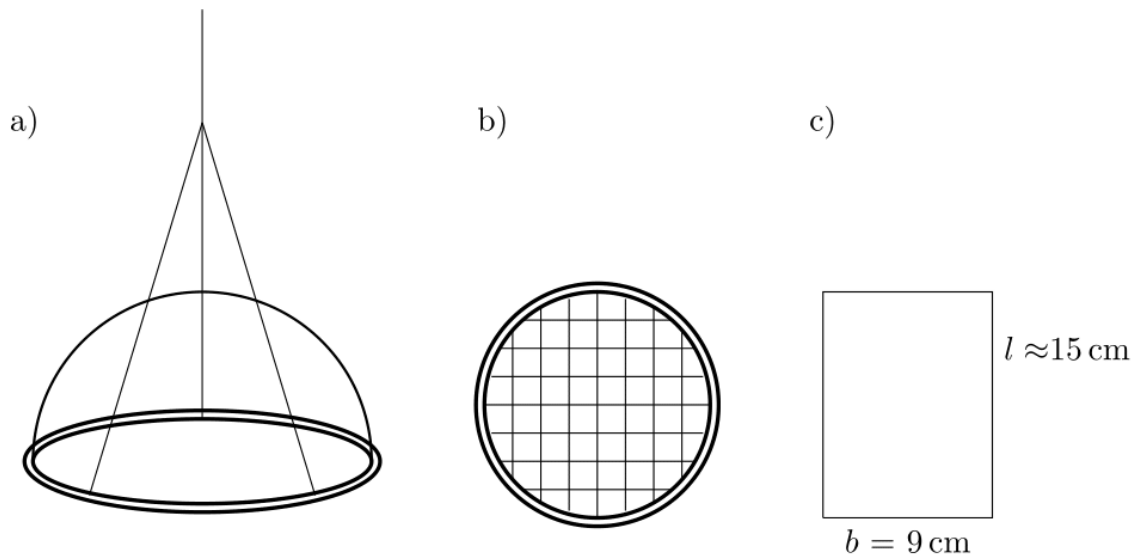 a)
b)
c)
l ≈15 cm
b = 9 cm